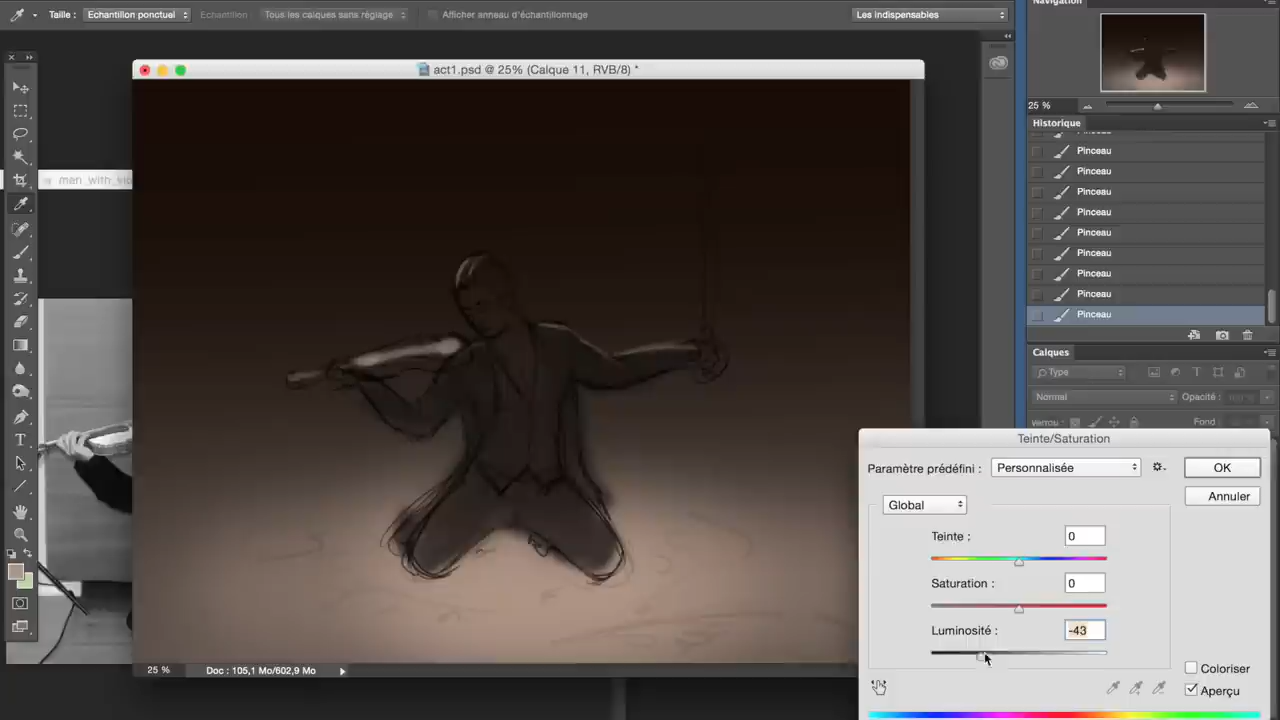 Taille : Echantillon ponctuel Echantillon : Tous les calques sans réglage Afficher anneau d'échantillonnage Les indispensables
Navigation
act1.psd @ 25% (Calque 11, RVB/8) *
25 %
Historique
Pinceau
Pinceau
Pinceau
Pinceau
Pinceau
Pinceau
Pinceau
Pinceau
Pinceau
Pinceau
Calques
Type
Normal Opacité :
Verrou : Fond
Teinte/Saturation
Paramètre prédéfini : Personnalisée OK
Annuler
Global
Teinte : 0
Saturation : 0
Luminosité : -43
Coloriser
Aperçu
25 % Doc : 105,1 Mo/602,9 Mo